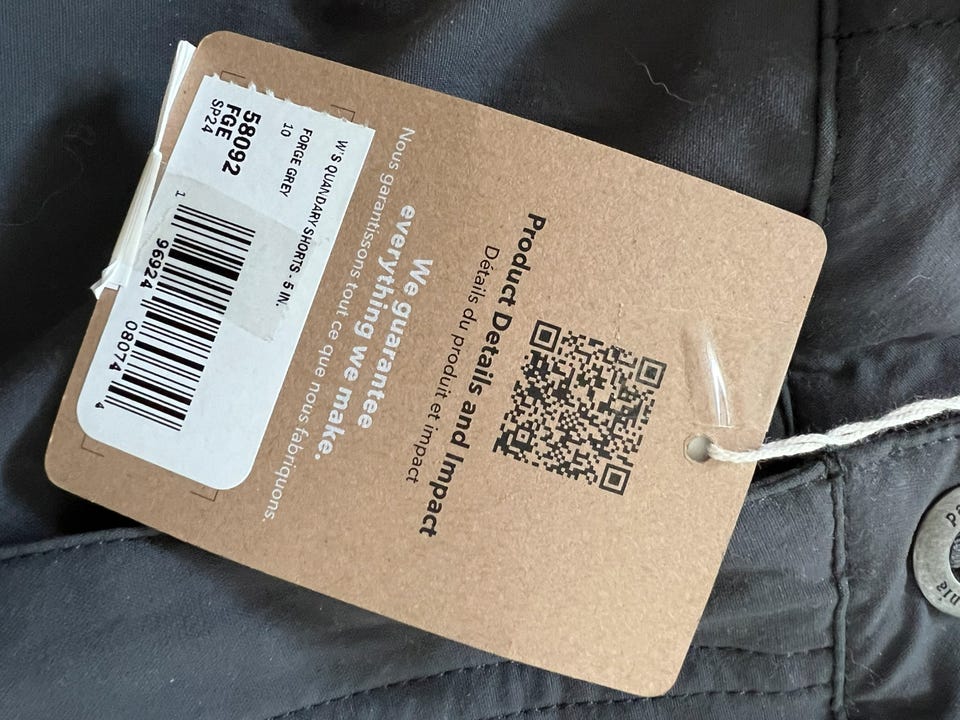 Product Details and Impact
Détails du produit et impact
We guarantee
everything we make.
Nous garantissons tout ce que nous fabriquons.
W'S QUANDARY SHORTS - 5 IN.
FORGE GREY
10
58092
FGE
SP24
1 96924 08074 4